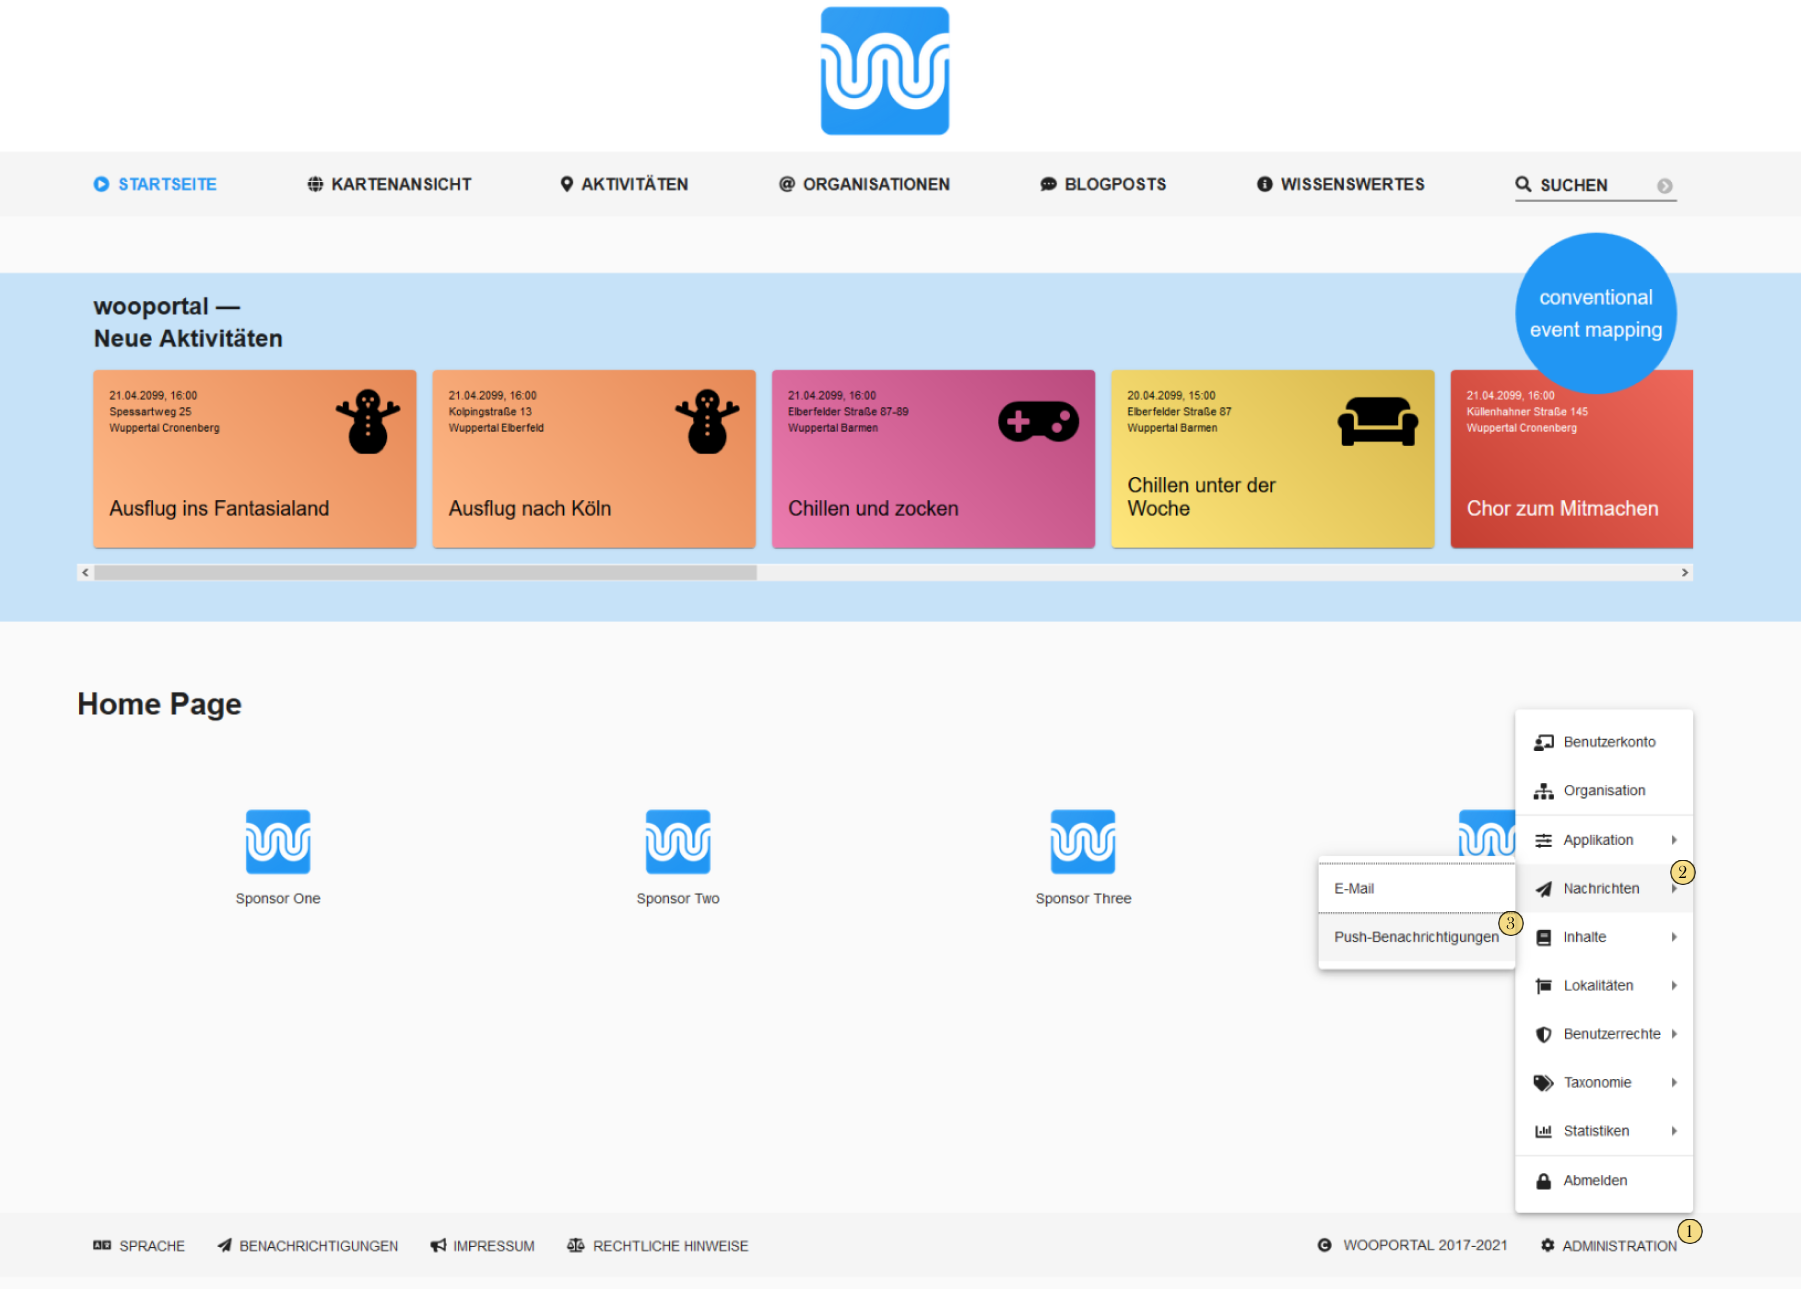 STARTSEITE
KARTENANSICHT
AKTIVITÄTEN
ORGANISATIONEN
BLOGPOSTS
WISSENSWERTES
SUCHEN
conventional
event mapping
wooportal —
Neue Aktivitäten
21.04.2099, 16:00
Spessartweg 25
Wuppertal Cronenberg
Ausflug ins Fantasialand
21.04.2099, 16:00
Kolpingstraße 13
Wuppertal Elberfeld
Ausflug nach Köln
21.04.2099, 16:00
Elberfelder Straße 87-89
Wuppertal Barmen
Chillen und zocken
20.04.2099, 15:00
Elberfelder Straße 87
Wuppertal Barmen
Chillen unter der
Woche
21.04.2099, 16:00
Küllenhahner Straße 145
Wuppertal Cronenberg
Chor zum Mitmachen
Home Page
Sponsor One
Sponsor Two
Sponsor Three
Benutzerkonto
Organisation
Applikation
2
Nachrichten
E-Mail
3
Push-Benachrichtigungen
Inhalte
Lokalitäten
Benutzerrechte
Taxonomie
Statistiken
Abmelden
1
SPRACHE
BENACHRICHTIGUNGEN
IMPRESSUM
RECHTLICHE HINWEISE
WOOPORTAL 2017-2021
ADMINISTRATION